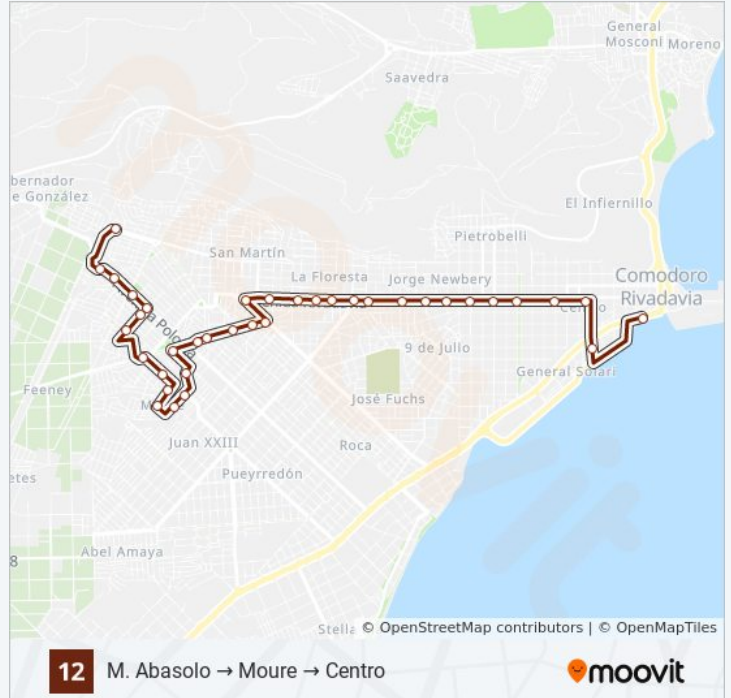 General
Mosconi Moreno
Saavedra
bernador
e González
El Infiernillo
San Martín
Pietrobelli
La Floresta
Jorge Newbery
Comodoro
Rivadavia
Centro
9 de Julio
General Solari
Feeney
José Fuchs
Juan XXIII
Roca
etes
Pueyrredón
Abel Amaya
8
Stella
© OpenStreetMap contributors | © OpenMapTiles
12 M. Abasolo → Moure → Centro
moovit